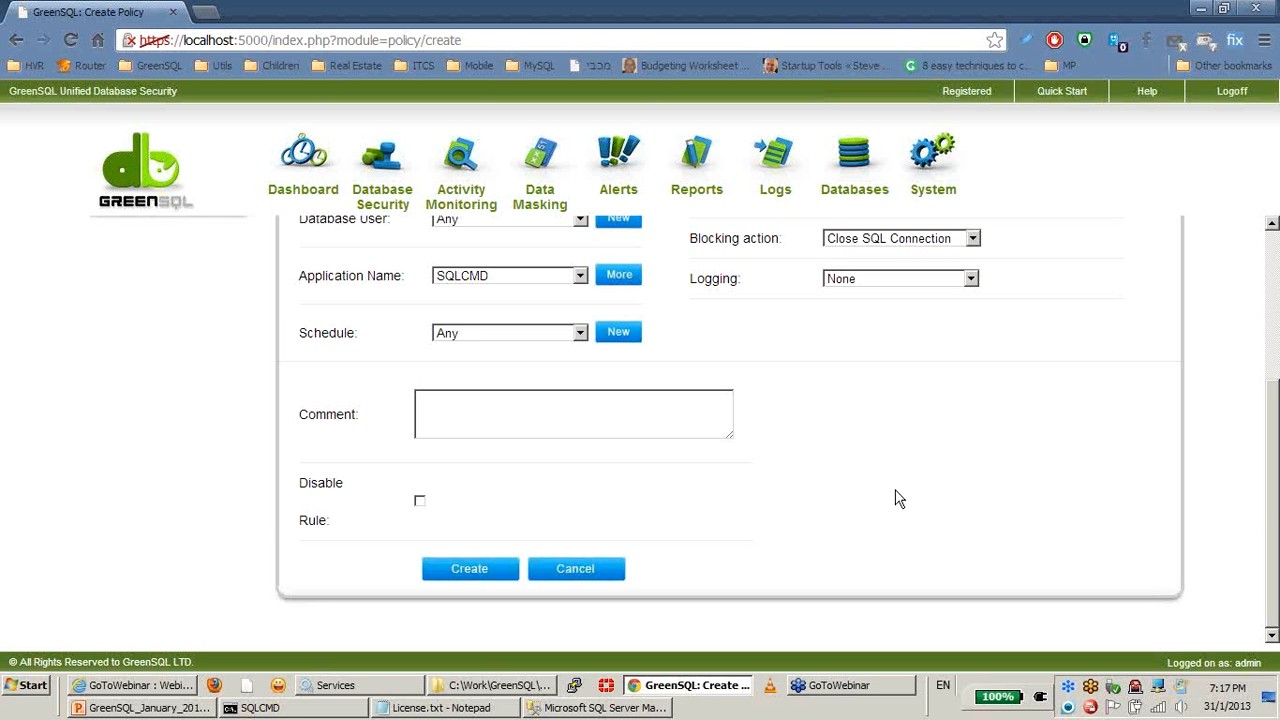 GreenSQL: Create Policy
https://localhost:5000/index.php?module=policy/create
HVR Router GreenSQL Utils Children Real Estate ITCS Mobile MySQL מכבי Budgeting Worksheet ... Startup Tools « Steve... 8 easy techniques to c... MP Other bookmarks
GreenSQL Unified Database Security Registered Quick Start Help Logoff
GREENSQL
Dashboard Database Security Activity Monitoring Data Masking Alerts Reports Logs Databases System
Database User: Any New
Blocking action: Close SQL Connection
Application Name: SQLCMD More
Logging: None
Schedule: Any New
Comment:
Disable
Rule:
Create Cancel
© All Rights Reserved to GreenSQL LTD. Logged on as: admin
Start GoToWebinar : Webi... Services C:\Work\GreenSQL\... GreenSQL: Create ... GoToWebinar EN 100% 7:17 PM
GreenSQL_January_201... SQLCMD License.txt - Notepad Microsoft SQL Server Ma... 31/1/2013